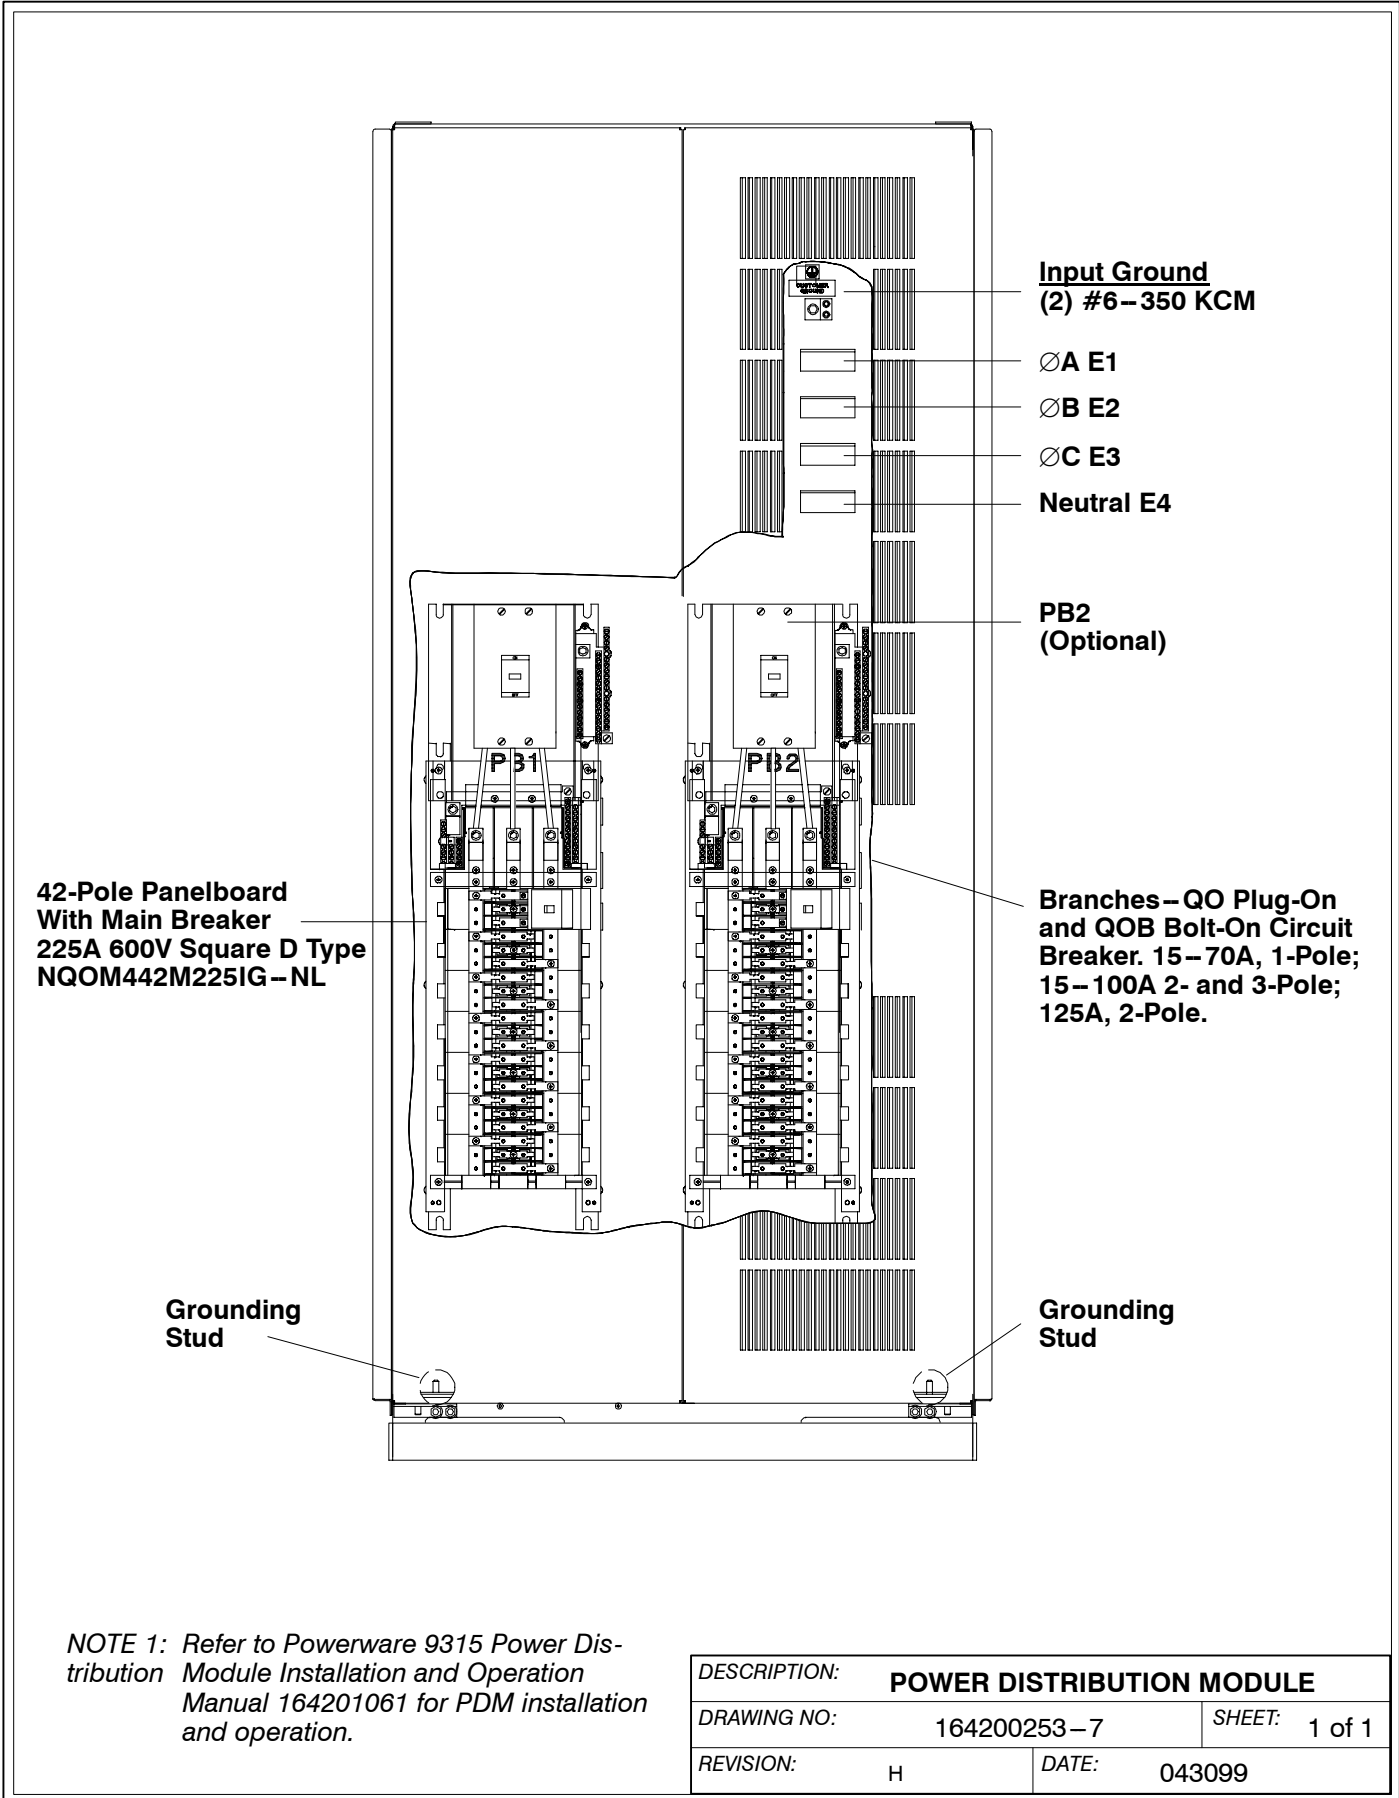 Input Ground
(2) #6–350 KCM
∅A E1
∅B E2
∅C E3
Neutral E4
PB2
(Optional)
PB1
PB2
42-Pole Panelboard
With Main Breaker
225A 600V Square D Type
NQOM442M225IG–NL
Branches–QO Plug-On
and QOB Bolt-On Circuit
Breaker. 15–70A, 1-Pole;
15–100A 2- and 3-Pole;
125A, 2-Pole.
Grounding
Stud
Grounding
Stud
NOTE 1: Refer to Powerware 9315 Power Dis-
tribution Module Installation and Operation
Manual 164201061 for PDM installation
and operation.
DESCRIPTION: POWER DISTRIBUTION MODULE
DRAWING NO: 164200253–7 SHEET: 1 of 1
REVISION: H DATE: 043099